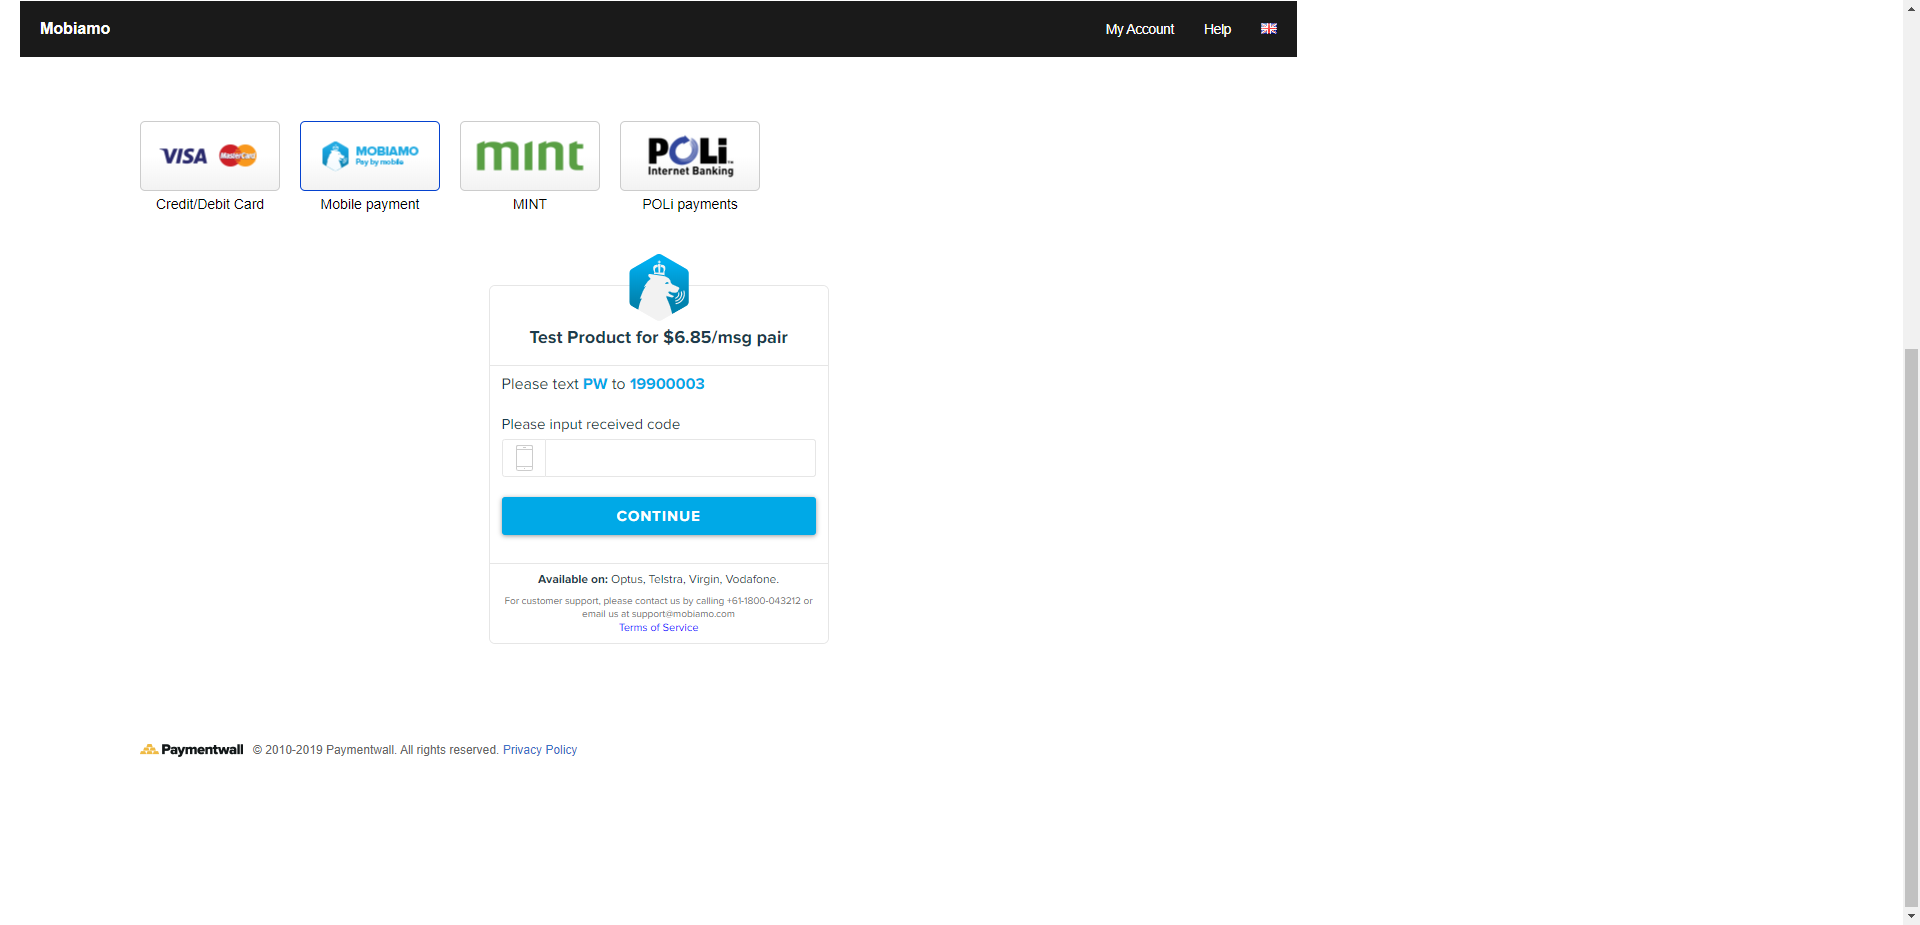 Mobiamo
My Account Help
VISA MasterCard
MOBIAMO
Pay by mobile
mint
POLi™
Internet Banking
Credit/Debit Card
Mobile payment
MINT
POLi payments
Test Product for $6.85/msg pair
Please text PW to 19900003
Please input received code
CONTINUE
Available on: Optus, Telstra, Virgin, Vodafone.
For customer support, please contact us by calling +61-1800-043212 or
email us at support@mobiamo.com
Terms of Service
Paymentwall © 2010-2019 Paymentwall. All rights reserved. Privacy Policy